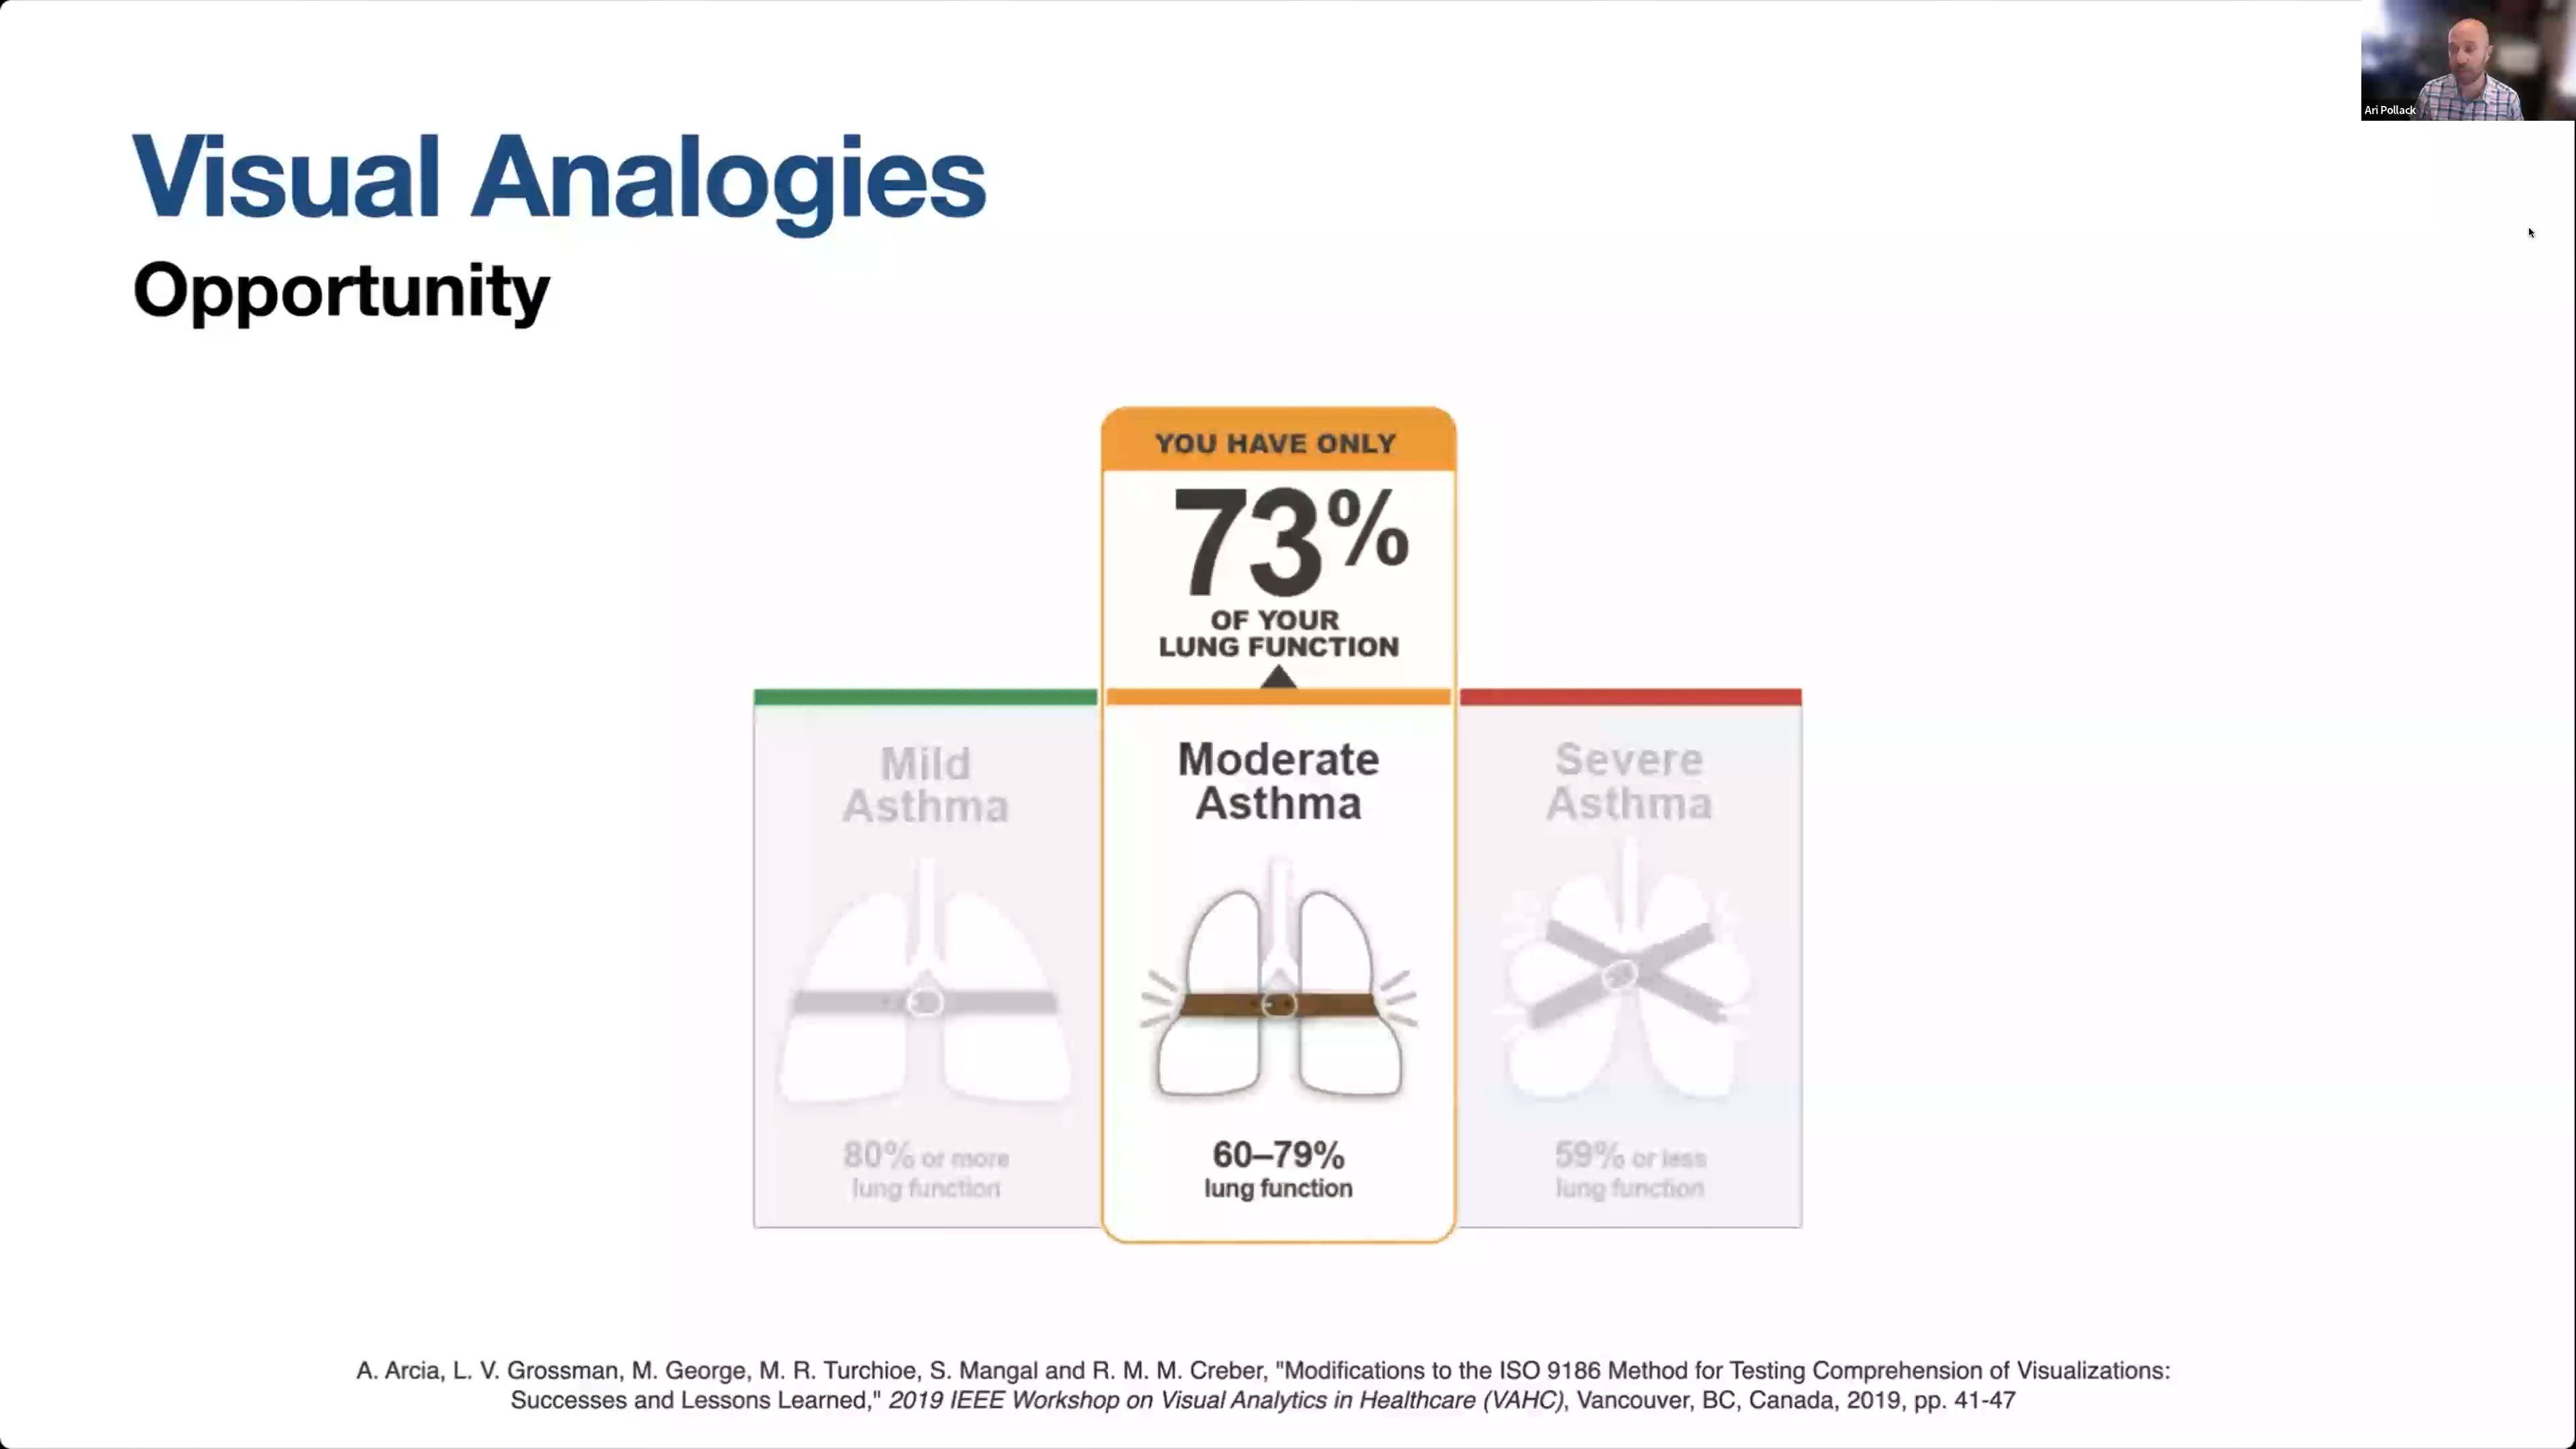 Ari Pollack
Visual Analogies
Opportunity
YOU HAVE ONLY
73%
OF YOUR
LUNG FUNCTION
Mild
Asthma
80% or more
lung function
Moderate
Asthma
60–79%
lung function
Severe
Asthma
59% or less
lung function
A. Arcia, L. V. Grossman, M. George, M. R. Turchioe, S. Mangal and R. M. M. Creber, "Modifications to the ISO 9186 Method for Testing Comprehension of Visualizations:
Successes and Lessons Learned," 2019 IEEE Workshop on Visual Analytics in Healthcare (VAHC), Vancouver, BC, Canada, 2019, pp. 41-47